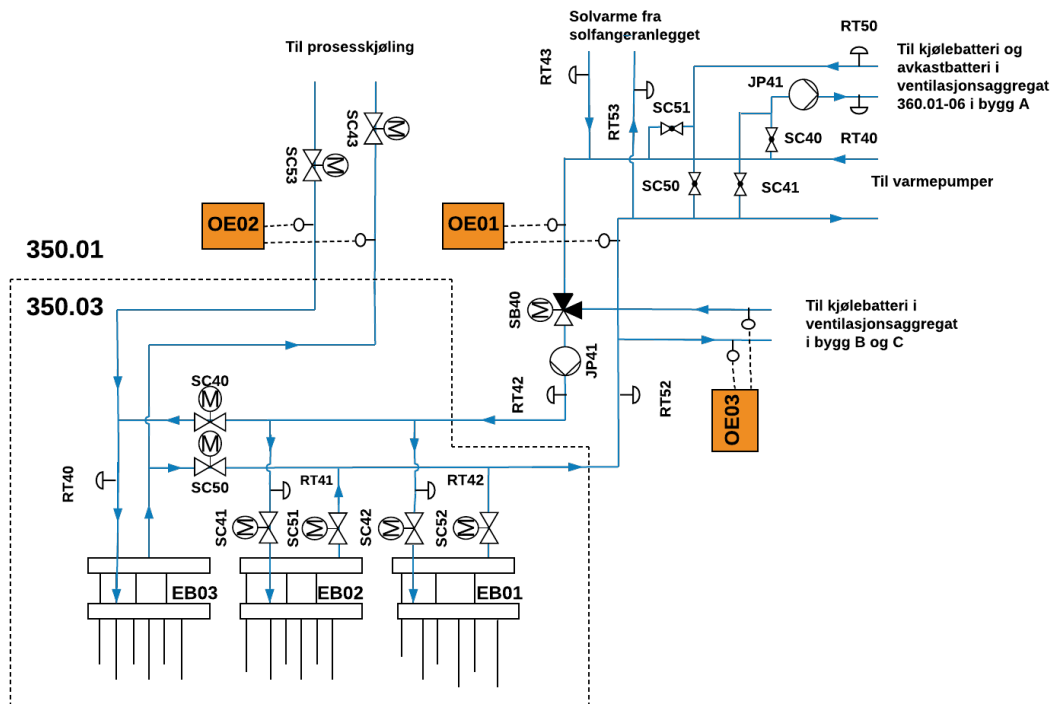 Solvarme fra
solfangeranlegget
Til prosesskjøling
RT50
Til kjølebatteri og
avkastbatteri i
ventilasjonsaggregat
360.01-06 i bygg A
RT43
JP41
SC51
RT53
SC43
SC40
RT40
SC53
SC50
SC41
Til varmepumper
OE02
OE01
350.01
350.03
SB40
M
M
M
Til kjølebatteri i
ventilasjonsaggregat
i bygg B og C
JP41
SC40
M
RT42
RT52
OE03
M
SC50
RT40
RT41
RT42
SC41
M
SC51
M
SC42
M
SC52
M
EB03
EB02
EB01